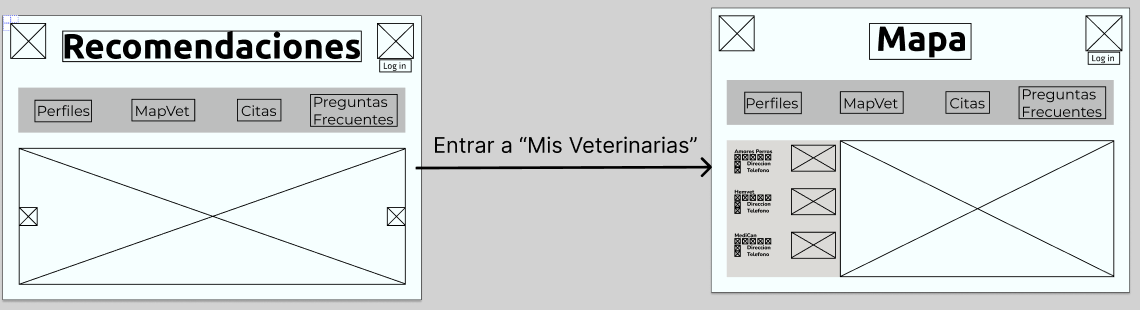 Recomendaciones
Log in
Perfiles
MapVet
Citas
Preguntas
Frecuentes
Entrar a “Mis Veterinarias”
Mapa
Log in
Perfiles
MapVet
Citas
Preguntas
Frecuentes
Amores Perros
Direccion
Telefono
Hemvet
Direccion
Telefono
MediCan
Direccion
Telefono